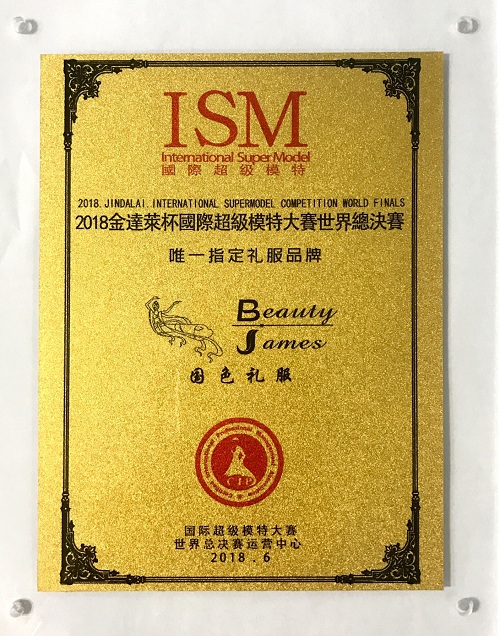 ISM
International SuperModel
國際超级模特
2018.JINDALAI.INTERNATIONAL SUPERMODEL COMPETITION WORLD FINALS
2018金達萊杯國際超級模特大賽世界總決賽
唯一指定礼服品牌
Beauty
James
国色礼服
CIP
国际超级模特大赛
世界总决赛运营中心
2018.6